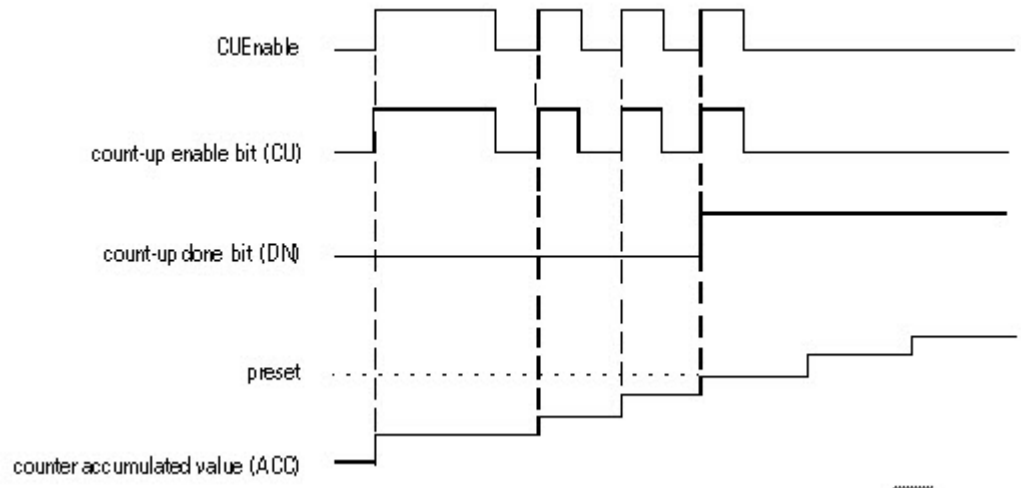 CUEnable
count-up enable bit (CU)
count-up done bit (DN)
preset
counter accumulated value (ACC)